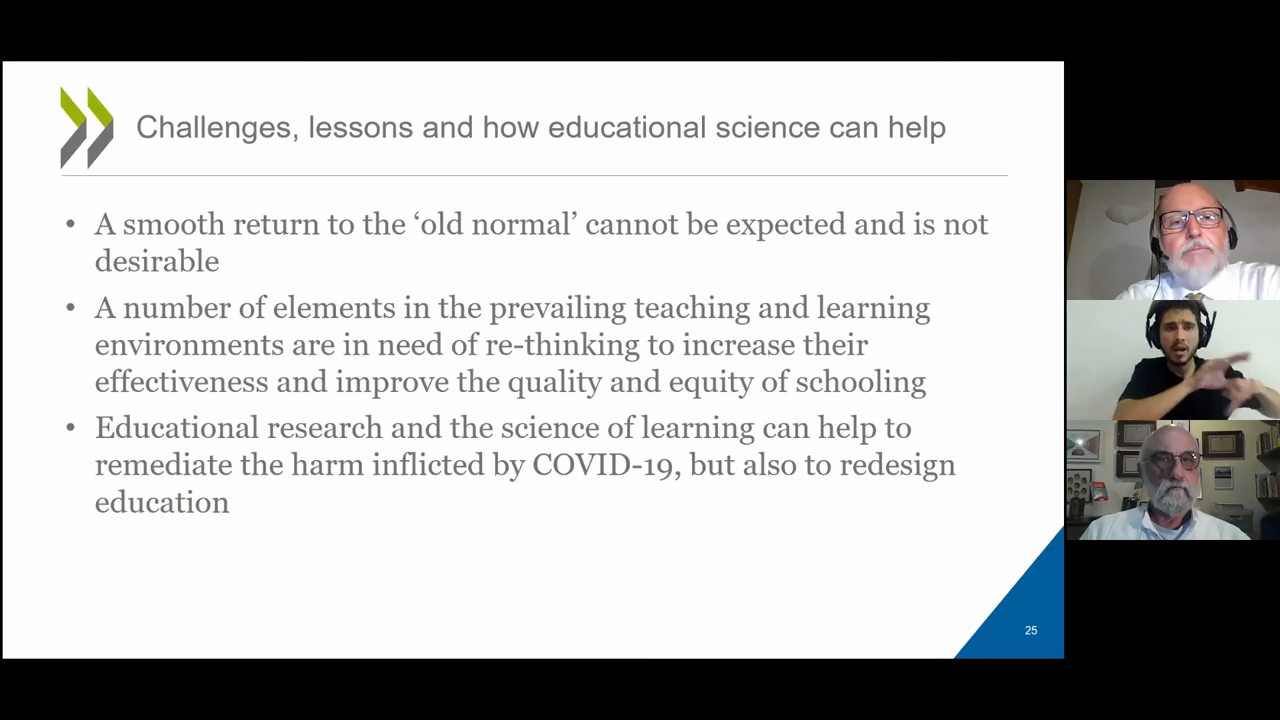 Challenges, lessons and how educational science can help
• A smooth return to the ‘old normal’ cannot be expected and is not
desirable
• A number of elements in the prevailing teaching and learning
environments are in need of re-thinking to increase their
effectiveness and improve the quality and equity of schooling
• Educational research and the science of learning can help to
remediate the harm inflicted by COVID-19, but also to redesign
education
25